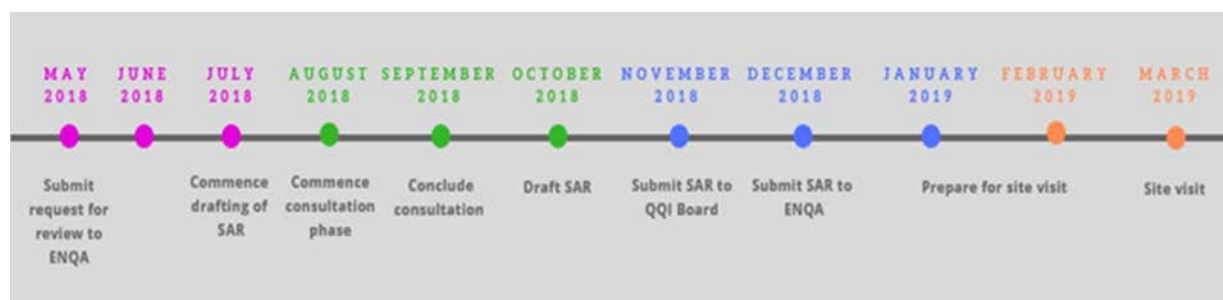 MAY JUNE JULY AUGUST SEPTEMBER OCTOBER NOVEMBER DECEMBER JANUARY FEBRUARY MARCH
2018 2018 2018 2018 2018 2018 2018 2018 2019 2019 2019
Submit
request for
review to
ENQA
Commence
drafting of
SAR
Commence
consultation
phase
Conclude
consultation
Draft SAR
Submit SAR to
QQI Board
Submit SAR to
ENQA
Prepare for site visit
Site visit